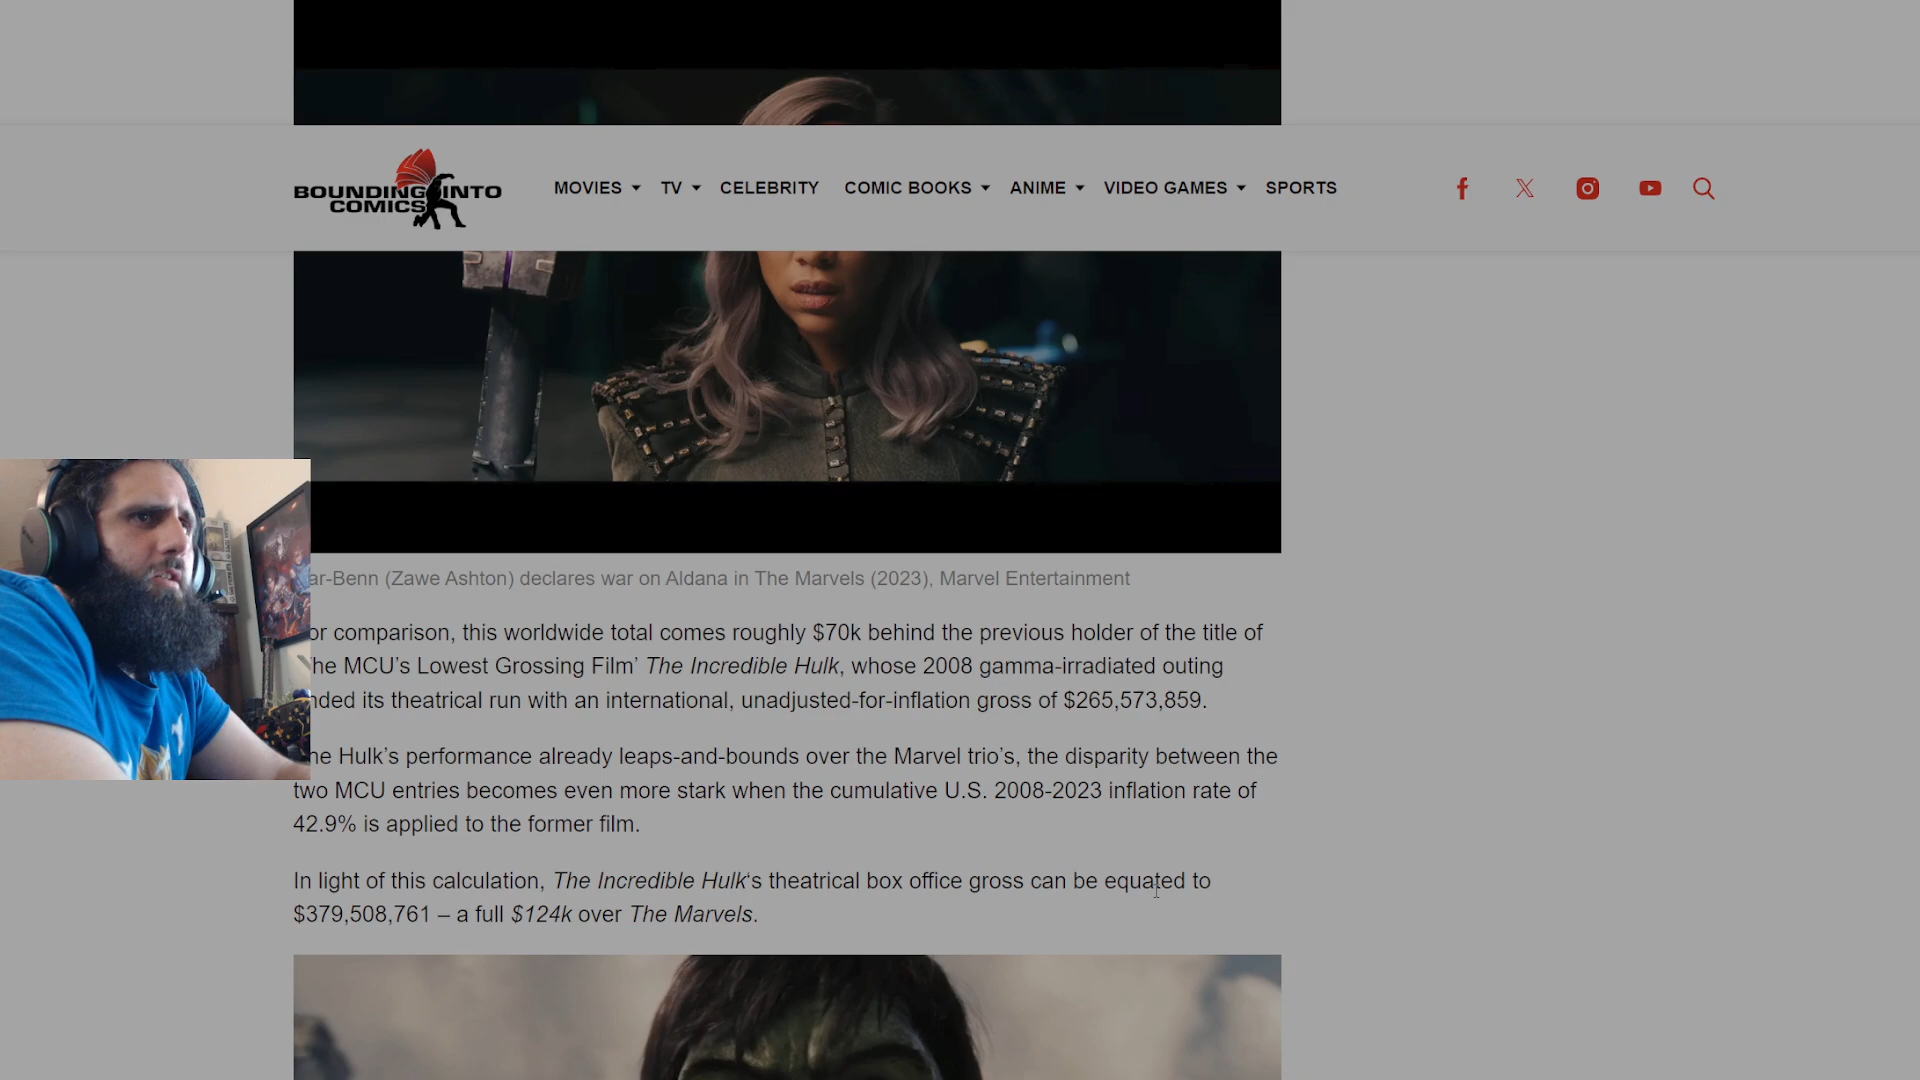 BOUNDING INTO
COMICS
MOVIES TV CELEBRITY COMIC BOOKS ANIME VIDEO GAMES SPORTS
ar-Benn (Zawe Ashton) declares war on Aldana in The Marvels (2023), Marvel Entertainment
or comparison, this worldwide total comes roughly $70k behind the previous holder of the title of
he MCU’s Lowest Grossing Film’ The Incredible Hulk, whose 2008 gamma-irradiated outing
nded its theatrical run with an international, unadjusted-for-inflation gross of $265,573,859.
he Hulk’s performance already leaps-and-bounds over the Marvel trio’s, the disparity between the
two MCU entries becomes even more stark when the cumulative U.S. 2008-2023 inflation rate of
42.9% is applied to the former film.
In light of this calculation, The Incredible Hulk‘s theatrical box office gross can be equated to
$379,508,761 – a full $124k over The Marvels.